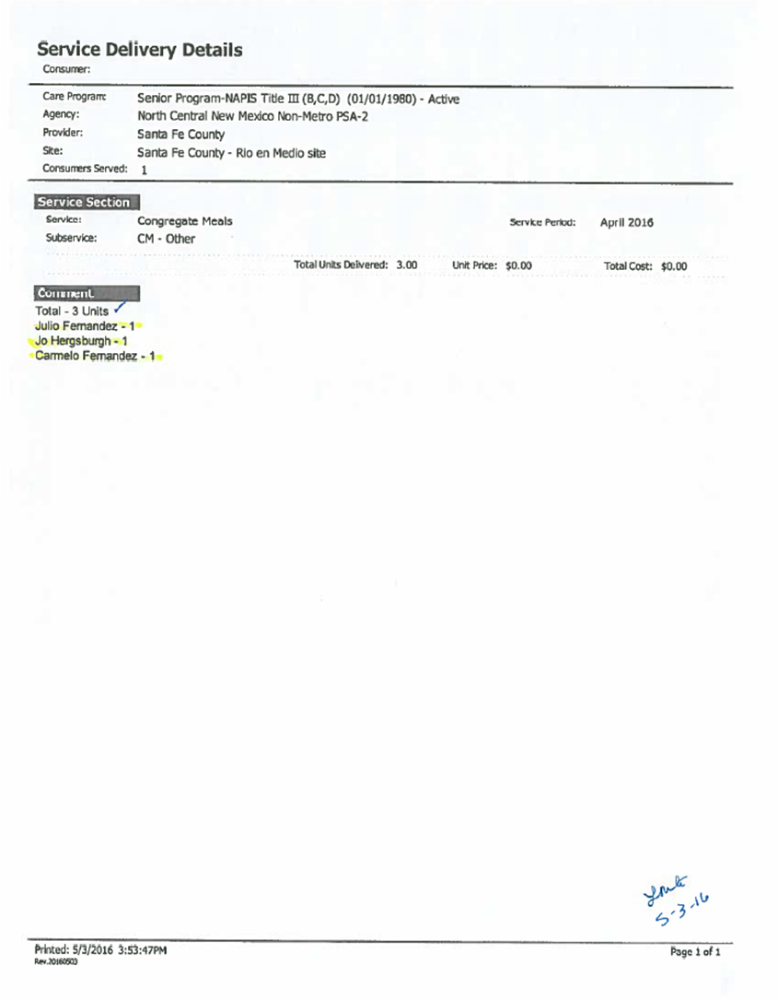 Service Delivery Details
Consumer:
Care Program: Senior Program-NAPIS Title III (B,C,D) (01/01/1980) - Active
Agency: North Central New Mexico Non-Metro PSA-2
Provider: Santa Fe County
Site: Santa Fe County - Rio en Medio site
Consumers Served: 1
Service Section
Service: Congregate Meals Service Period: April 2016
Subservice: CM - Other
Total Units Delivered: 3.00 Unit Price: $0.00 Total Cost: $0.00
Comment
Total - 3 Units ✓
Julio Fernandez - 1
Jo Hergsburgh - 1
Carmelo Fernandez - 1
5-3-16
Printed: 5/3/2016 3:53:47PM Page 1 of 1
Rev.20160503